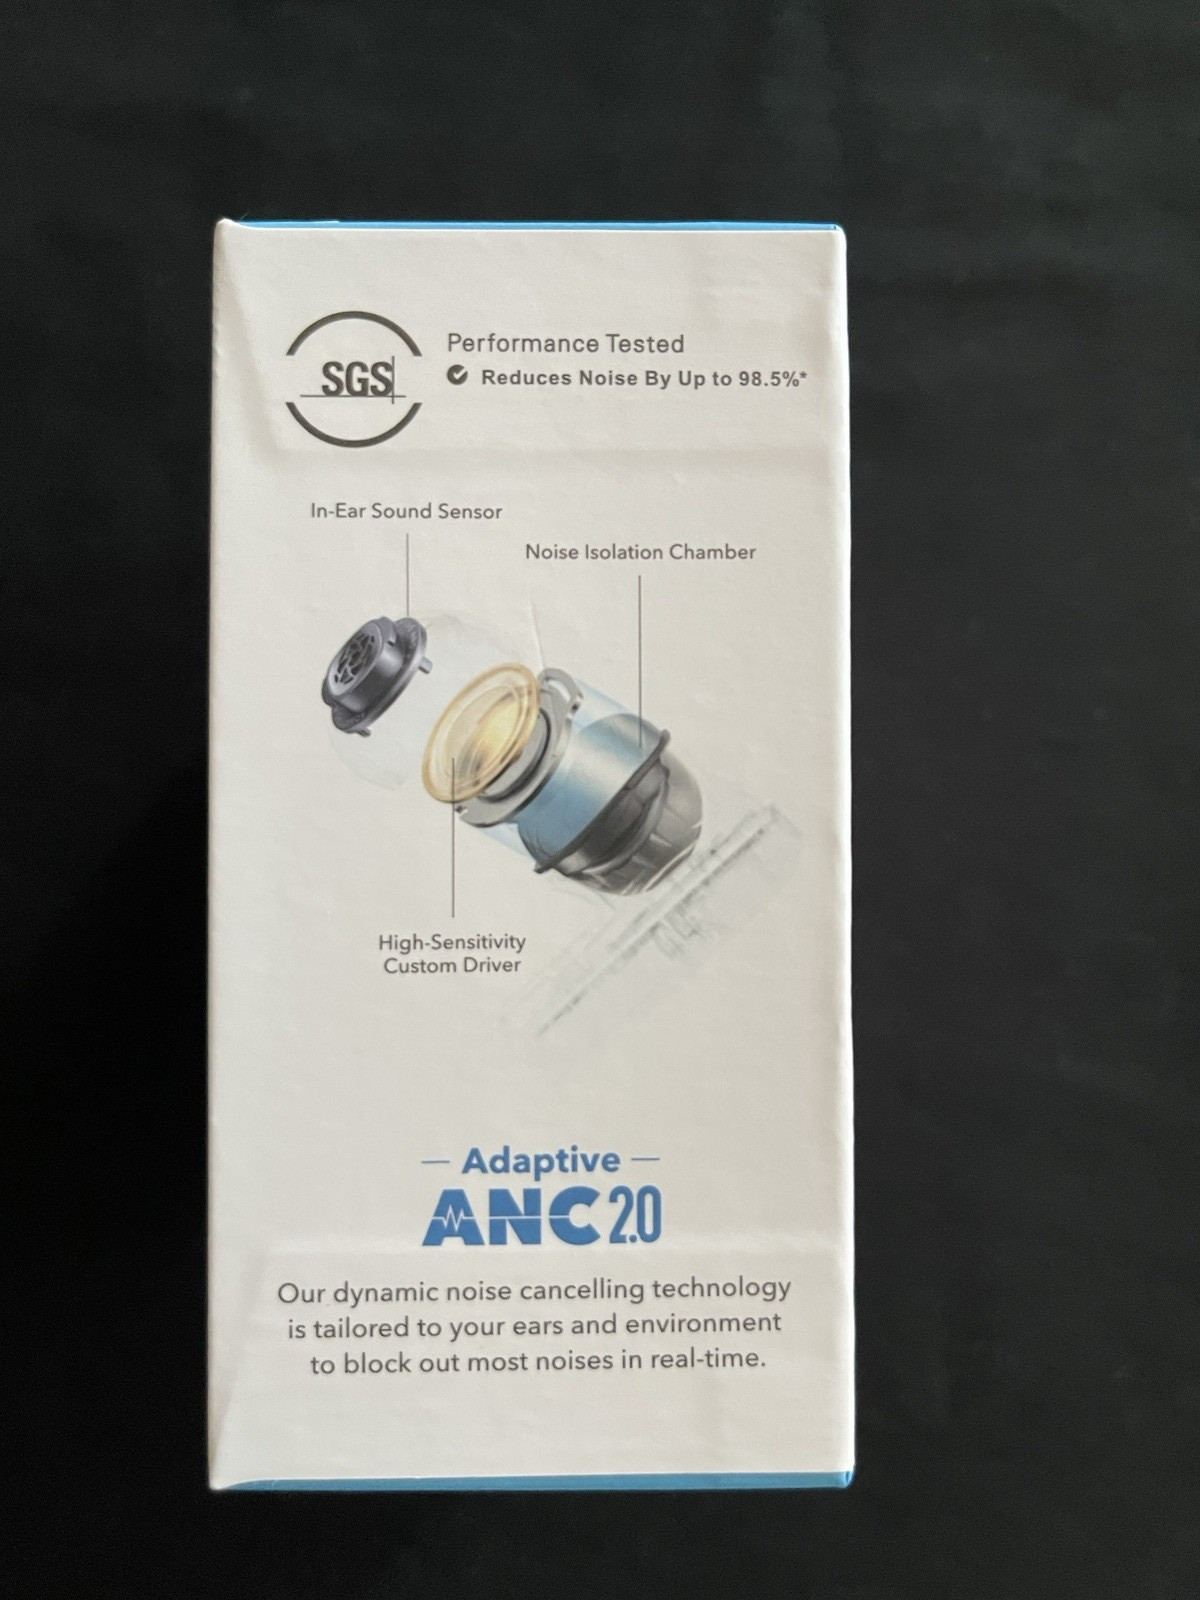 SGS
Performance Tested
Reduces Noise By Up to 98.5%*
In-Ear Sound Sensor
Noise Isolation Chamber
High-Sensitivity
Custom Driver
Adaptive
ANC 2.0
Our dynamic noise cancelling technology
is tailored to your ears and environment
to block out most noises in real-time.